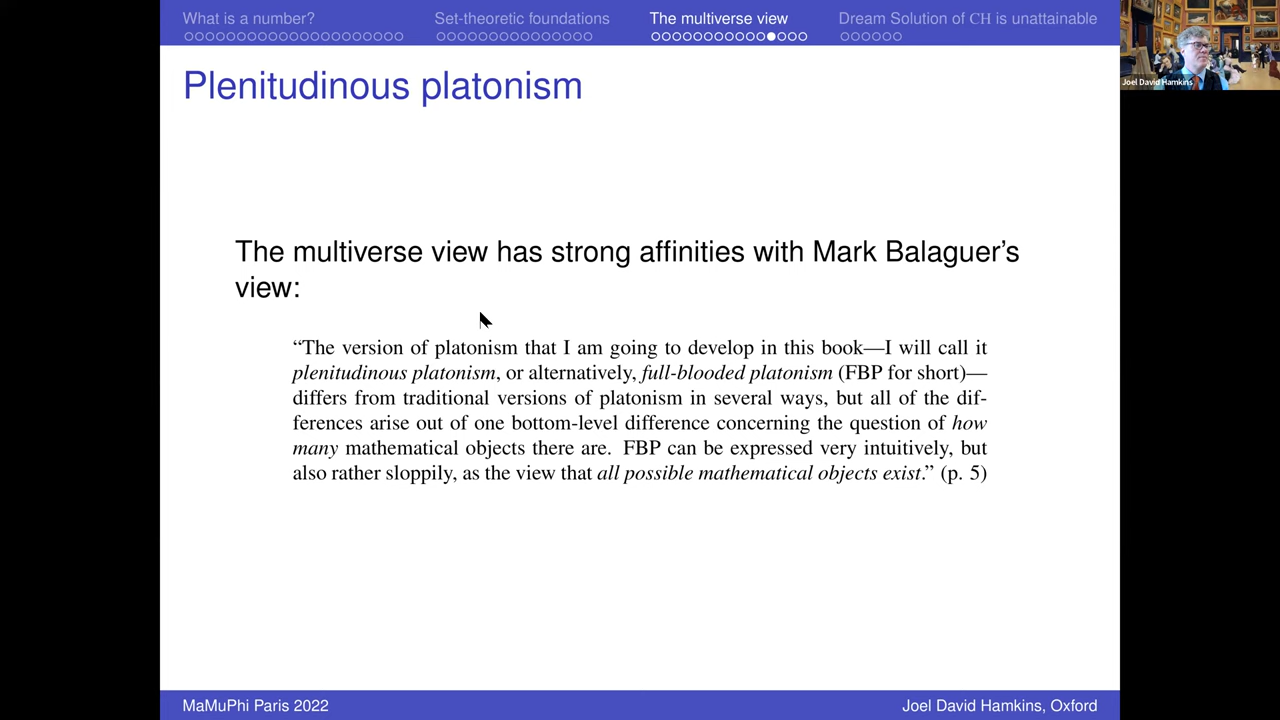 What is a number?
Set-theoretic foundations
The multiverse view
Dream Solution of CH is unattainable
Joel David Hamkins
Plenitudinous platonism
The multiverse view has strong affinities with Mark Balaguer’s
view:
“The version of platonism that I am going to develop in this book—I will call it
plenitudinous platonism, or alternatively, full-blooded platonism (FBP for short)—
differs from traditional versions of platonism in several ways, but all of the dif-
ferences arise out of one bottom-level difference concerning the question of how
many mathematical objects there are. FBP can be expressed very intuitively, but
also rather sloppily, as the view that all possible mathematical objects exist.” (p. 5)
MaMuPhi Paris 2022
Joel David Hamkins, Oxford